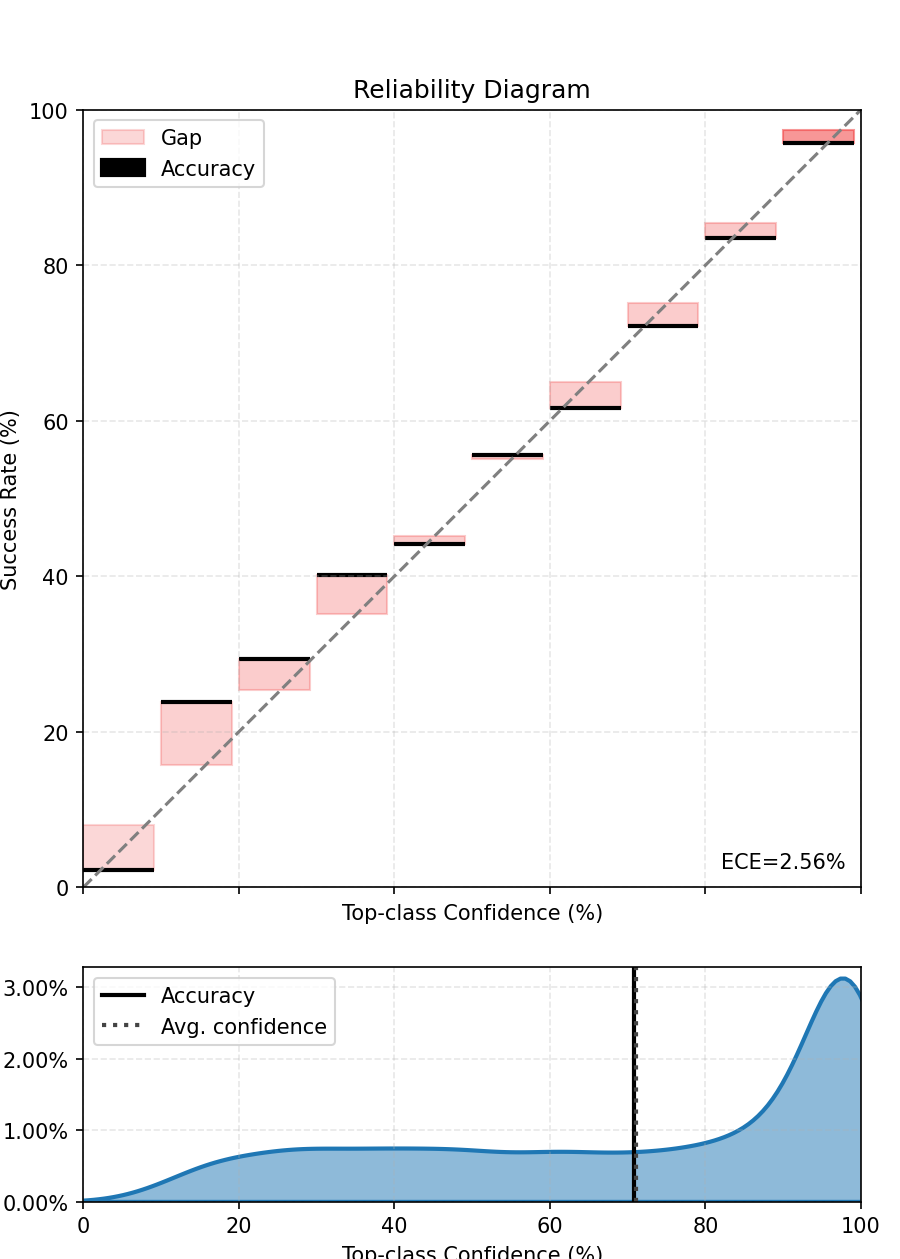 Reliability Diagram
100
80
60
40
20
0
Success Rate (%)
Gap
Accuracy
ECE=2.56%
Top-class Confidence (%)
3.00%
2.00%
1.00%
0.00%
Accuracy
Avg. confidence
0 20 40 60 80 100
Top-class Confidence (%)